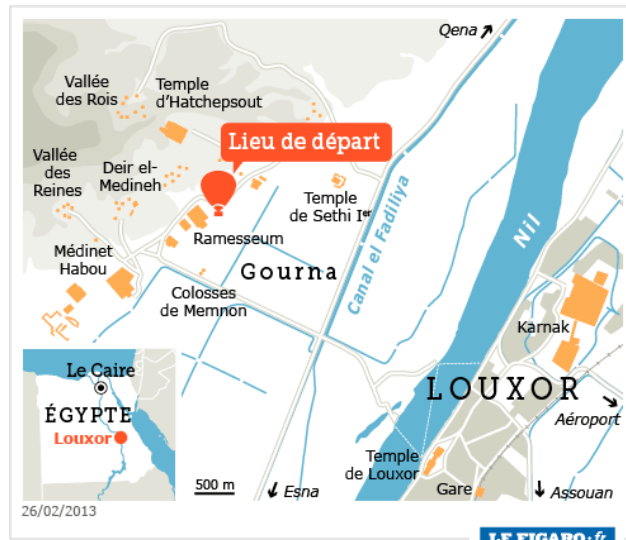 Qena
Vallée
des Rois
Temple
d'Hatchepsout
Lieu de départ
Vallée
des
Reines
Deir el-
Medineh
Temple
de Sethi Ier
Ramesseum
Médinet
Habou
Gourna
Colosses
de Memnon
Canal el Fadiliya
Nil
Karnak
LOUXOR
Aéroport
Le Caire
ÉGYPTE
Louxor
Temple
de Louxor
Gare
500 m
Esna
Assouan
26/02/2013
LE FIGARO·fr